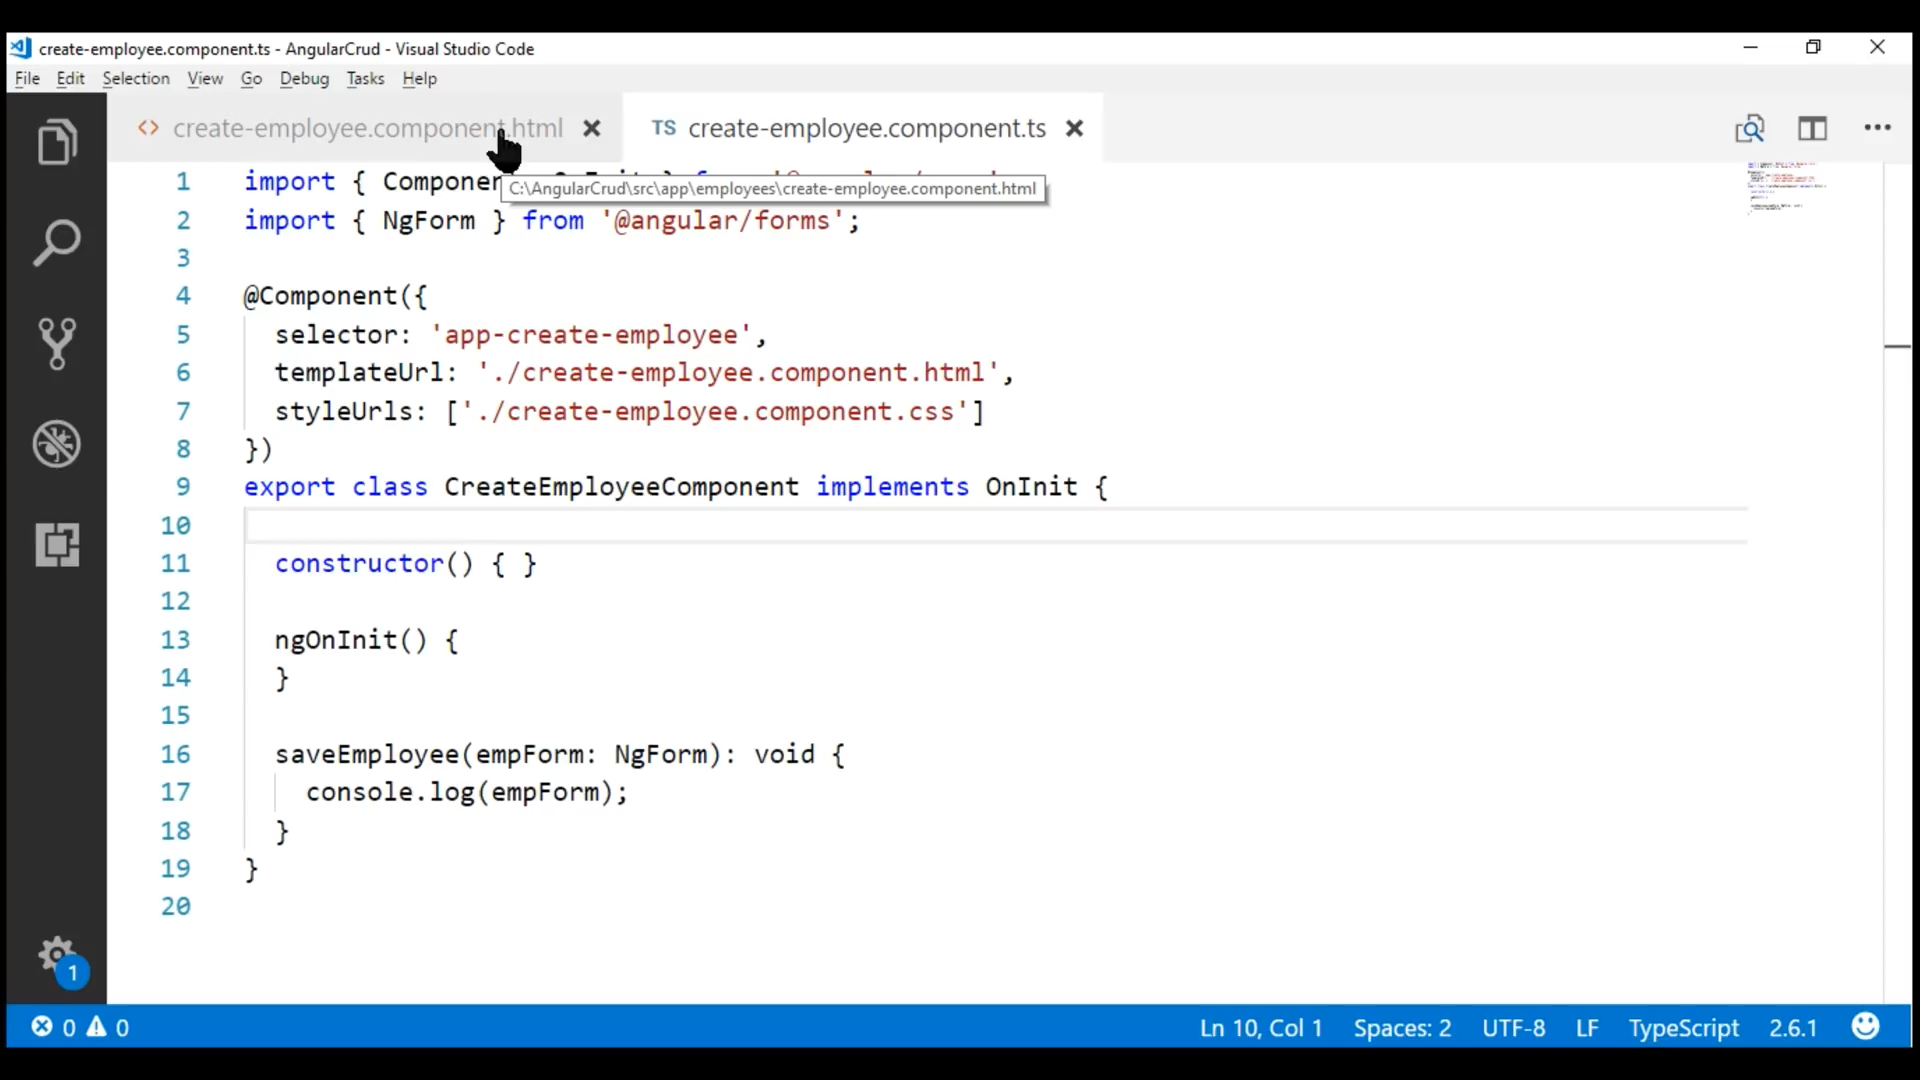 create-employee.component.ts - AngularCrud - Visual Studio Code
File Edit Selection View Go Debug Tasks Help
<> create-employee.component.html TS create-employee.component.ts
1 import {
C:\AngularCrud\src\app\employees\create-employee.component.html
2 import { NgForm } from '@angular/forms';
3
4 @Component({
5 selector: 'app-create-employee',
6 templateUrl: './create-employee.component.html',
7 styleUrls: ['./create-employee.component.css']
8 })
9 export class CreateEmployeeComponent implements OnInit {
10
11 constructor() { }
12
13 ngOnInit() {
14 }
15
16 saveEmployee(empForm: NgForm): void {
17 console.log(empForm);
18 }
19 }
20
1
0 0 Ln 10, Col 1 Spaces: 2 UTF-8 LF TypeScript 2.6.1